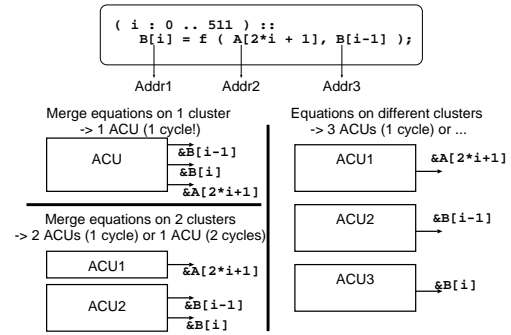 ( i : 0 .. 511 ) ::
B[i] = f ( A[2*i + 1], B[i-1] );
Addr1 Addr2 Addr3
Merge equations on 1 cluster
-> 1 ACU (1 cycle!)
ACU
&B[i-1]
&B[i]
&A[2*i+1]
Merge equations on 2 clusters
-> 2 ACUs (1 cycle) or 1 ACU (2 cycles)
ACU1
&A[2*i+1]
ACU2
&B[i-1]
&B[i]
Equations on different clusters
-> 3 ACUs (1 cycle) or ...
ACU1
&A[2*i+1]
ACU2
&B[i-1]
ACU3
&B[i]